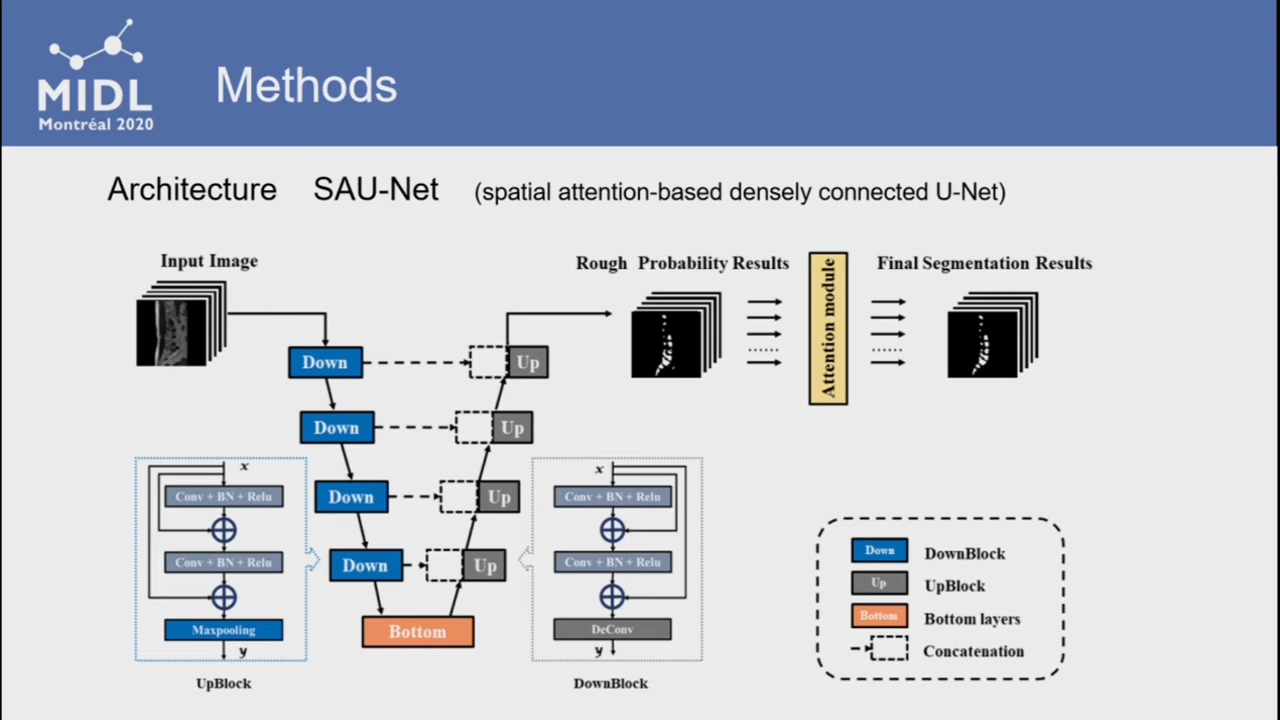 MIDL
Montréal 2020
Methods
Architecture SAU-Net (spatial attention-based densely connected U-Net)
Input Image
Rough Probability Results
Attention module
Final Segmentation Results
Down
Up
Down
Up
Down
Up
Down
Up
Bottom
x
Conv + BN + Relu
Conv + BN + Relu
Maxpooling
y
UpBlock
x
Conv + BN + Relu
Conv + BN + Relu
DeConv
y
DownBlock
Down DownBlock
Up UpBlock
Bottom Bottom layers
Concatenation